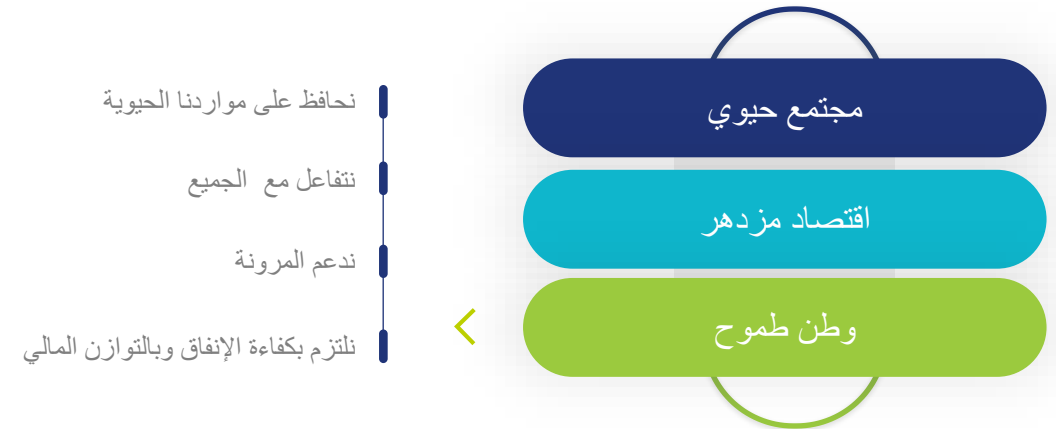 مجتمع حيوي
اقتصاد مزدهر
وطن طموح
نحافظ على مواردنا الحيوية
نتفاعل مع الجميع
ندعم المرونة
نلتزم بكفاءة الإنفاق وبالتوازن المالي